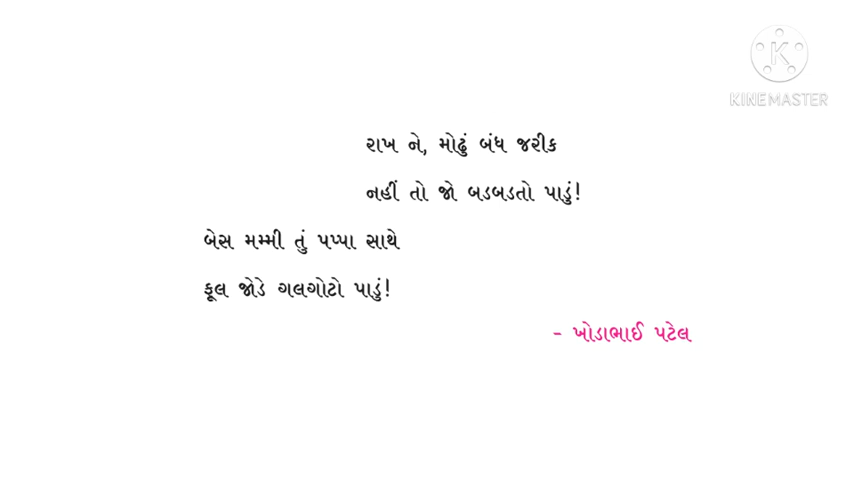 KINEMASTER
રાખ ને, મોઢું બંધ જરીક
નહીં તો જો બડબડતો પાડું!
બેસ મમ્મી તું પપ્પા સાથે
ફૂલ જોડે ગલગોટો પાડું!
- ખોડાભાઈ પટેલ